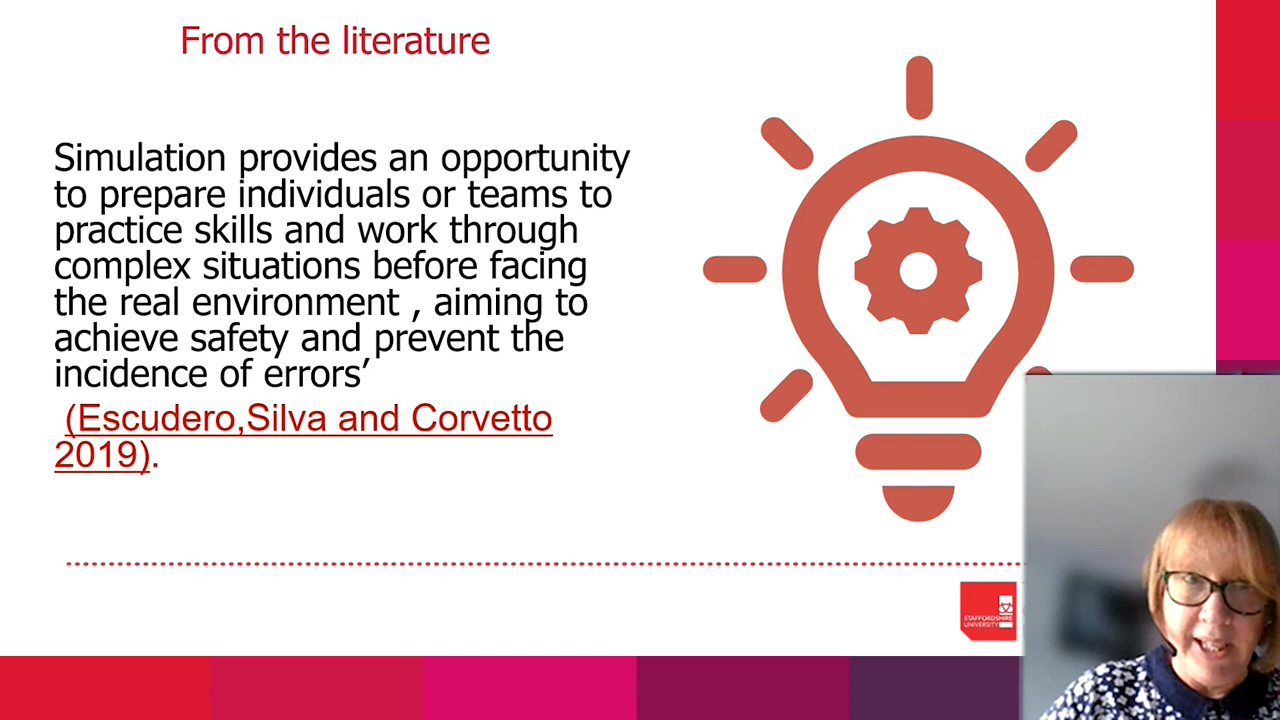 From the literature
Simulation provides an opportunity
to prepare individuals or teams to
practice skills and work through
complex situations before facing
the real environment , aiming to
achieve safety and prevent the
incidence of errors’
(Escudero,Silva and Corvetto
2019).
STAFFORDSHIRE
UNIVERSITY